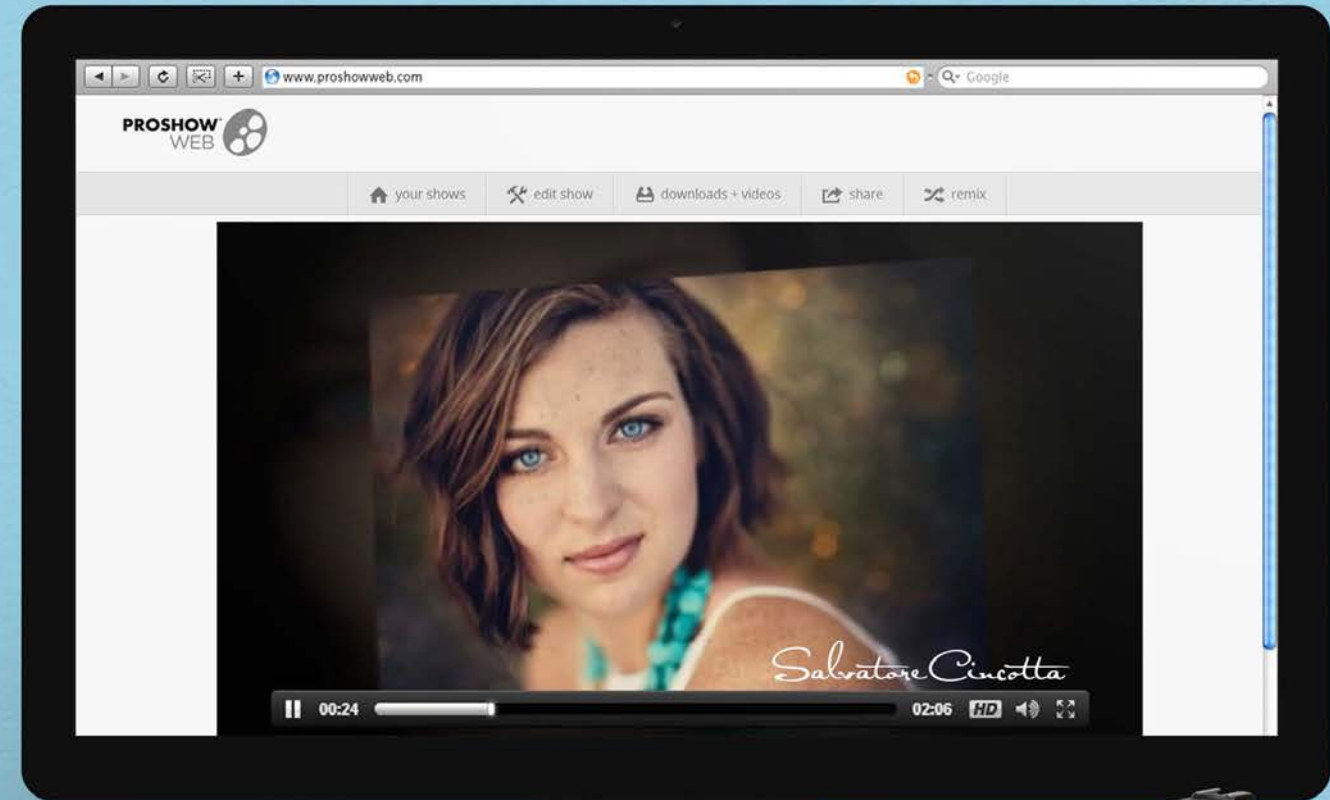 www.proshowweb.com
Google
PROSHOW™
WEB
your shows
edit show
downloads + videos
share
remix
Salvatore Cincotta
00:24
02:06
HD